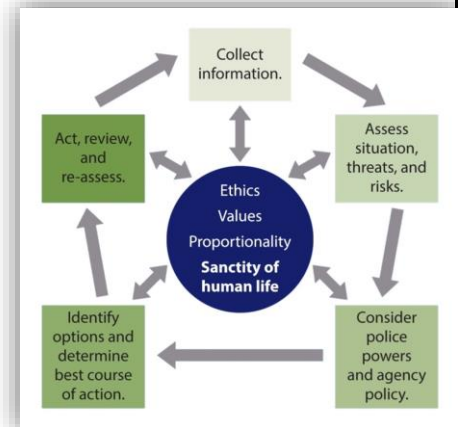 Collect
information.
Assess
situation,
threats, and
risks.
Consider
police
powers
and agency
policy.
Identify
options and
determine
best course
of action.
Act, review,
and
re-assess.
Ethics
Values
Proportionality
Sanctity of
human life